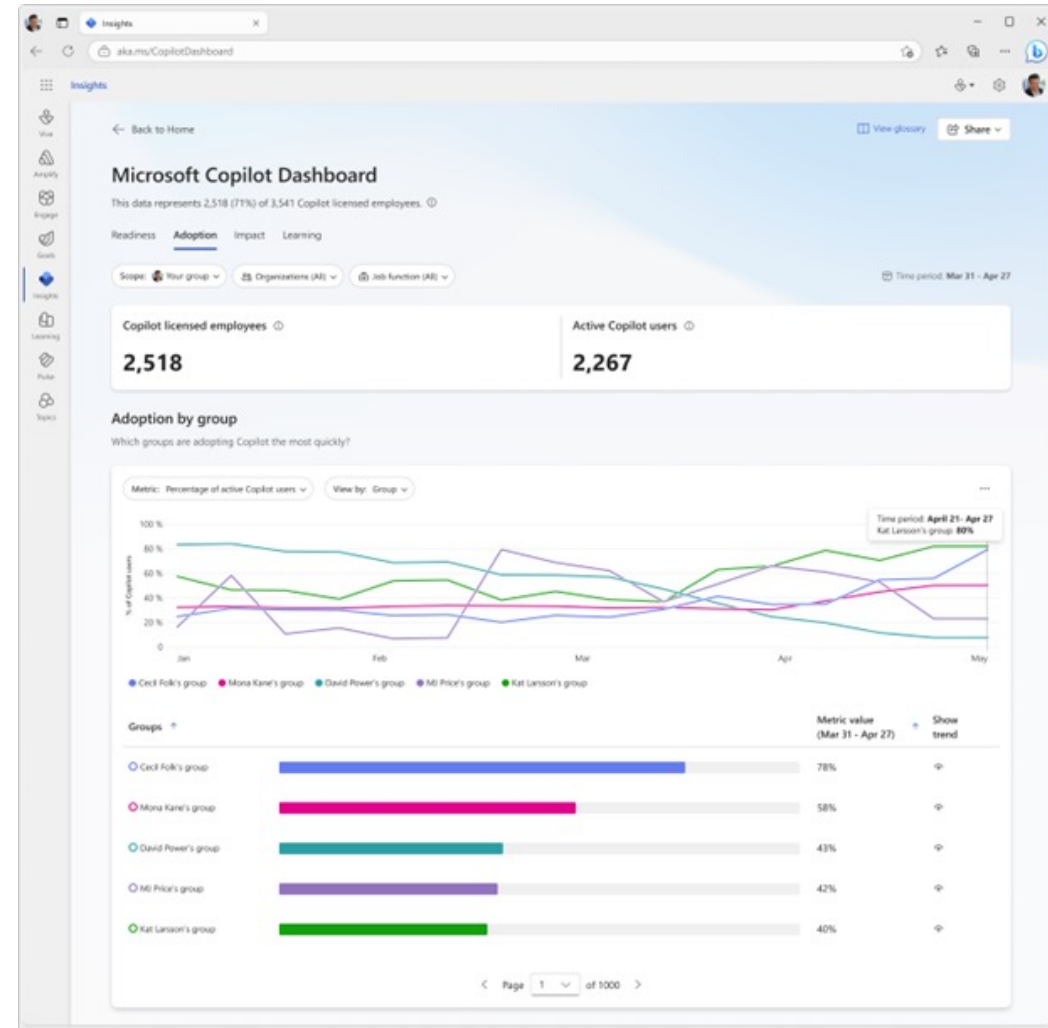 Insights
aka.ms/CopilotDashboard
Insights
Viva
Amplify
Engage
Goals
Insights
Learning
Pulse
Topics
Back to Home
View glossary
Share
Microsoft Copilot Dashboard
This data represents 2,518 (71%) of 3,541 Copilot licensed employees.
Readiness Adoption Impact Learning
Scope: Your group
Organizations (All)
Job function (All)
Time period: Mar 31 - Apr 27
Copilot licensed employees
2,518
Active Copilot users
2,267
Adoption by group
Which groups are adopting Copilot the most quickly?
Metric: Percentage of active Copilot users
View by: Group
Time period: April 21- Apr 27
Kat Larsson's group: 80%
% of Copilot users
100 %
80 %
60 %
40 %
20 %
0
Jan Feb Mar Apr May
Cecil Folk's group Mona Kane's group David Power's group MJ Price's group Kat Larsson's group
Groups
Metric value
(Mar 31 - Apr 27)
Show
trend
Cecil Folk's group 78%
Mona Kane's group 58%
David Power's group 43%
MJ Price's group 42%
Kat Larsson's group 40%
Page 1 of 1000